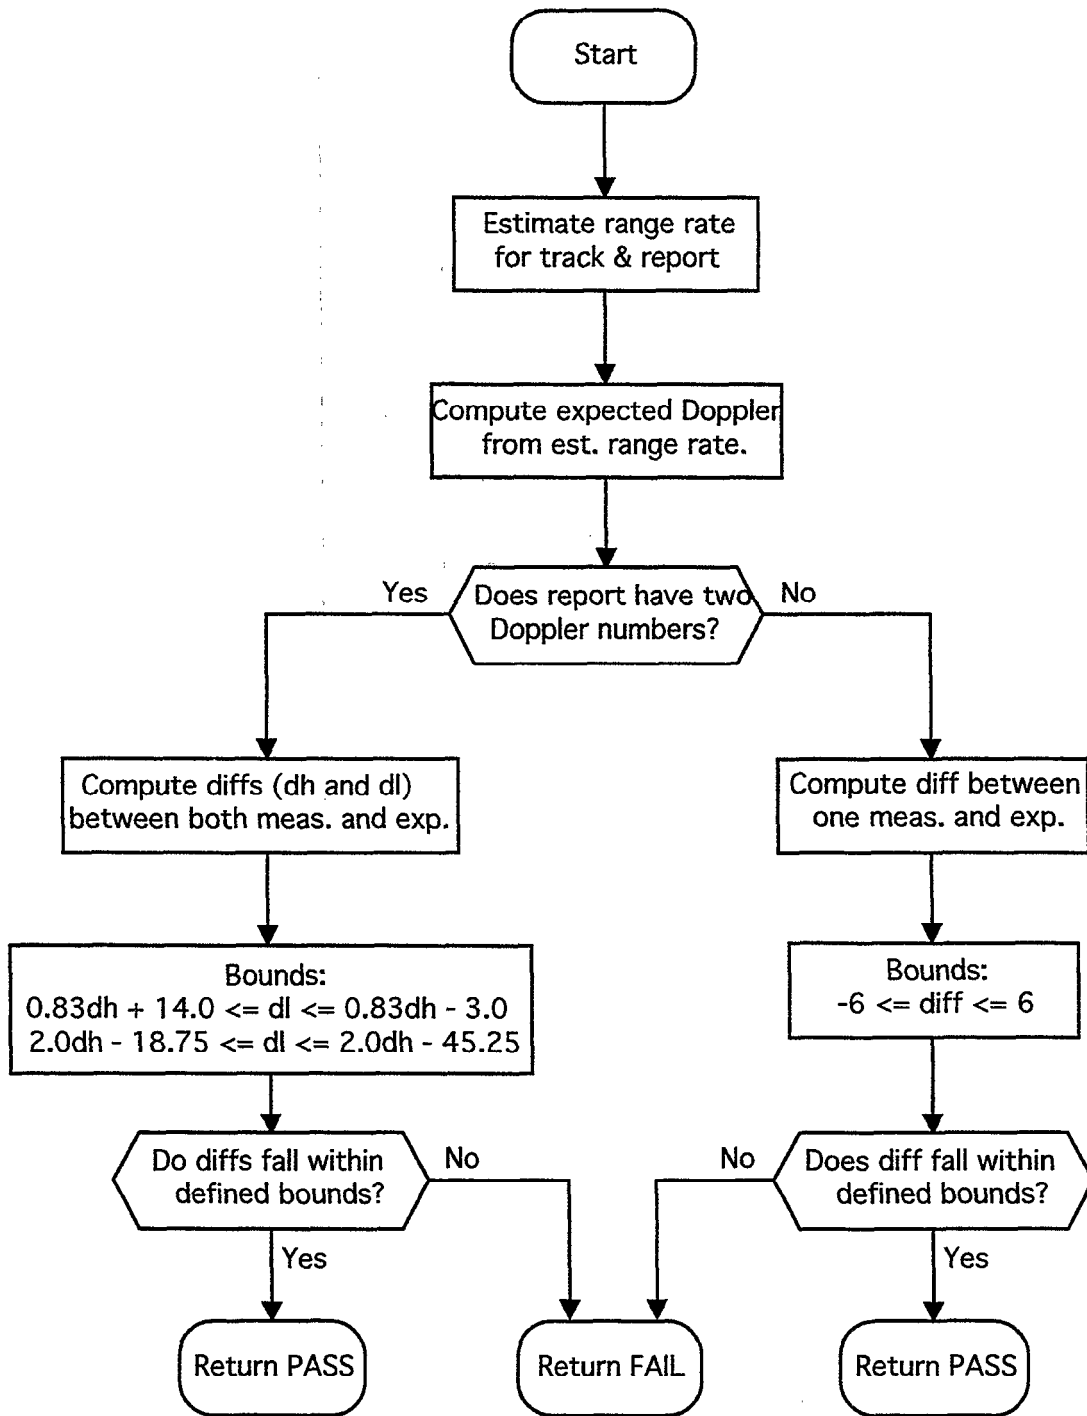 Start
Estimate range rate
for track & report
Compute expected Doppler
from est. range rate.
Does report have two
Doppler numbers?
Yes
No
Compute diffs (dh and dl)
between both meas. and exp.
Compute diff between
one meas. and exp.
Bounds:
0.83dh + 14.0 <= dl <= 0.83dh - 3.0
2.0dh - 18.75 <= dl <= 2.0dh - 45.25
Bounds:
-6 <= diff <= 6
Do diffs fall within
defined bounds?
No
No
Does diff fall within
defined bounds?
Yes
Yes
Return PASS
Return FAIL
Return PASS